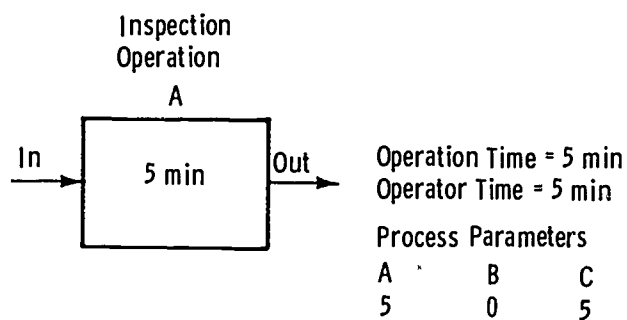 Inspection
Operation
A
In
5 min
Out
Operation Time = 5 min
Operator Time = 5 min
Process Parameters
A B C
5 0 5